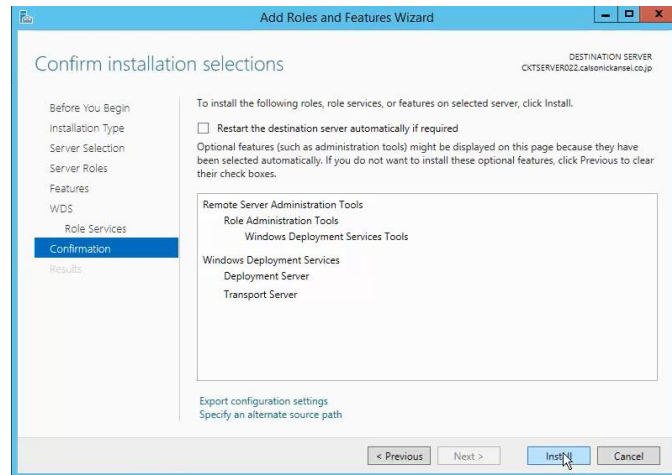 Add Roles and Features Wizard
Confirm installation selections
DESTINATION SERVER
CKTSERVER022.calsonickansei.co.jp
Before You Begin
Installation Type
Server Selection
Server Roles
Features
WDS
Role Services
Confirmation
Results
To install the following roles, role services, or features on selected server, click Install.
Restart the destination server automatically if required
Optional features (such as administration tools) might be displayed on this page because they have
been selected automatically. If you do not want to install these optional features, click Previous to clear
their check boxes.
Remote Server Administration Tools
Role Administration Tools
Windows Deployment Services Tools
Windows Deployment Services
Deployment Server
Transport Server
Export configuration settings
Specify an alternate source path
< Previous
Next >
Install
Cancel